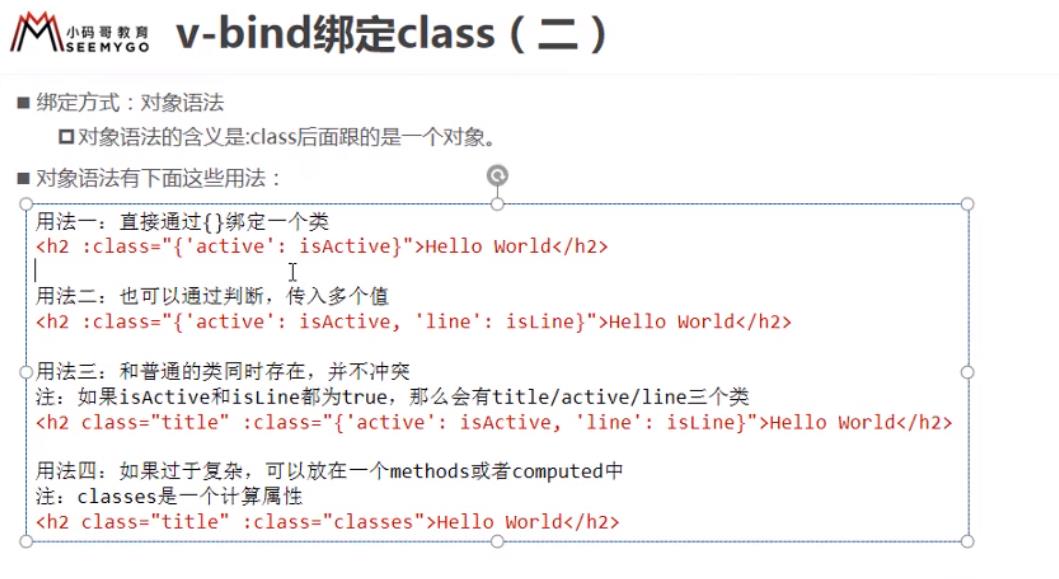 小码哥教育
SEEMYGO
v-bind绑定class（二）
绑定方式：对象语法
对象语法的含义是:class后面跟的是一个对象。
对象语法有下面这些用法：
用法一：直接通过{}绑定一个类
<h2 :class="{'active': isActive}">Hello World</h2>
用法二：也可以通过判断，传入多个值
<h2 :class="{'active': isActive, 'line': isLine}">Hello World</h2>
用法三：和普通的类同时存在，并不冲突
注：如果isActive和isLine都为true，那么会有title/active/line三个类
<h2 class="title" :class="{'active': isActive, 'line': isLine}">Hello World</h2>
用法四：如果过于复杂，可以放在一个methods或者computed中
注：classes是一个计算属性
<h2 class="title" :class="classes">Hello World</h2>